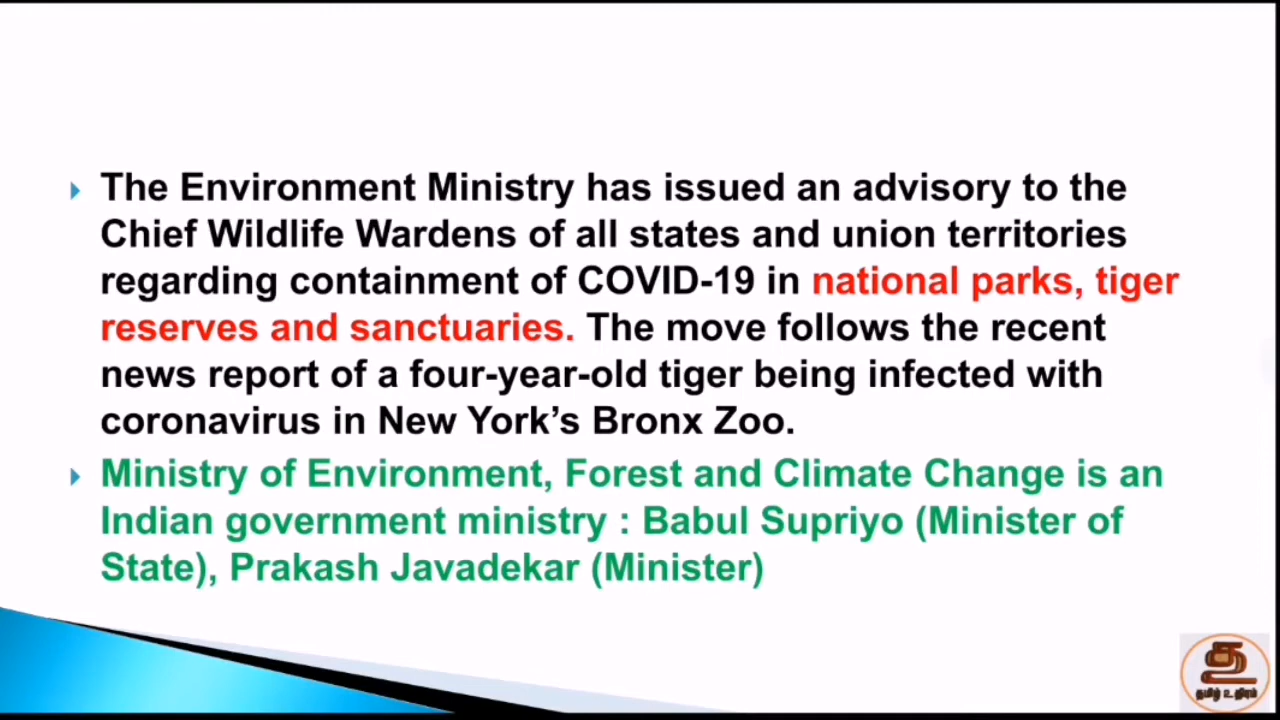 The Environment Ministry has issued an advisory to the
Chief Wildlife Wardens of all states and union territories
regarding containment of COVID-19 in national parks, tiger
reserves and sanctuaries. The move follows the recent
news report of a four-year-old tiger being infected with
coronavirus in New York’s Bronx Zoo.
Ministry of Environment, Forest and Climate Change is an
Indian government ministry : Babul Supriyo (Minister of
State), Prakash Javadekar (Minister)
த
தமிழ் உதிரம்